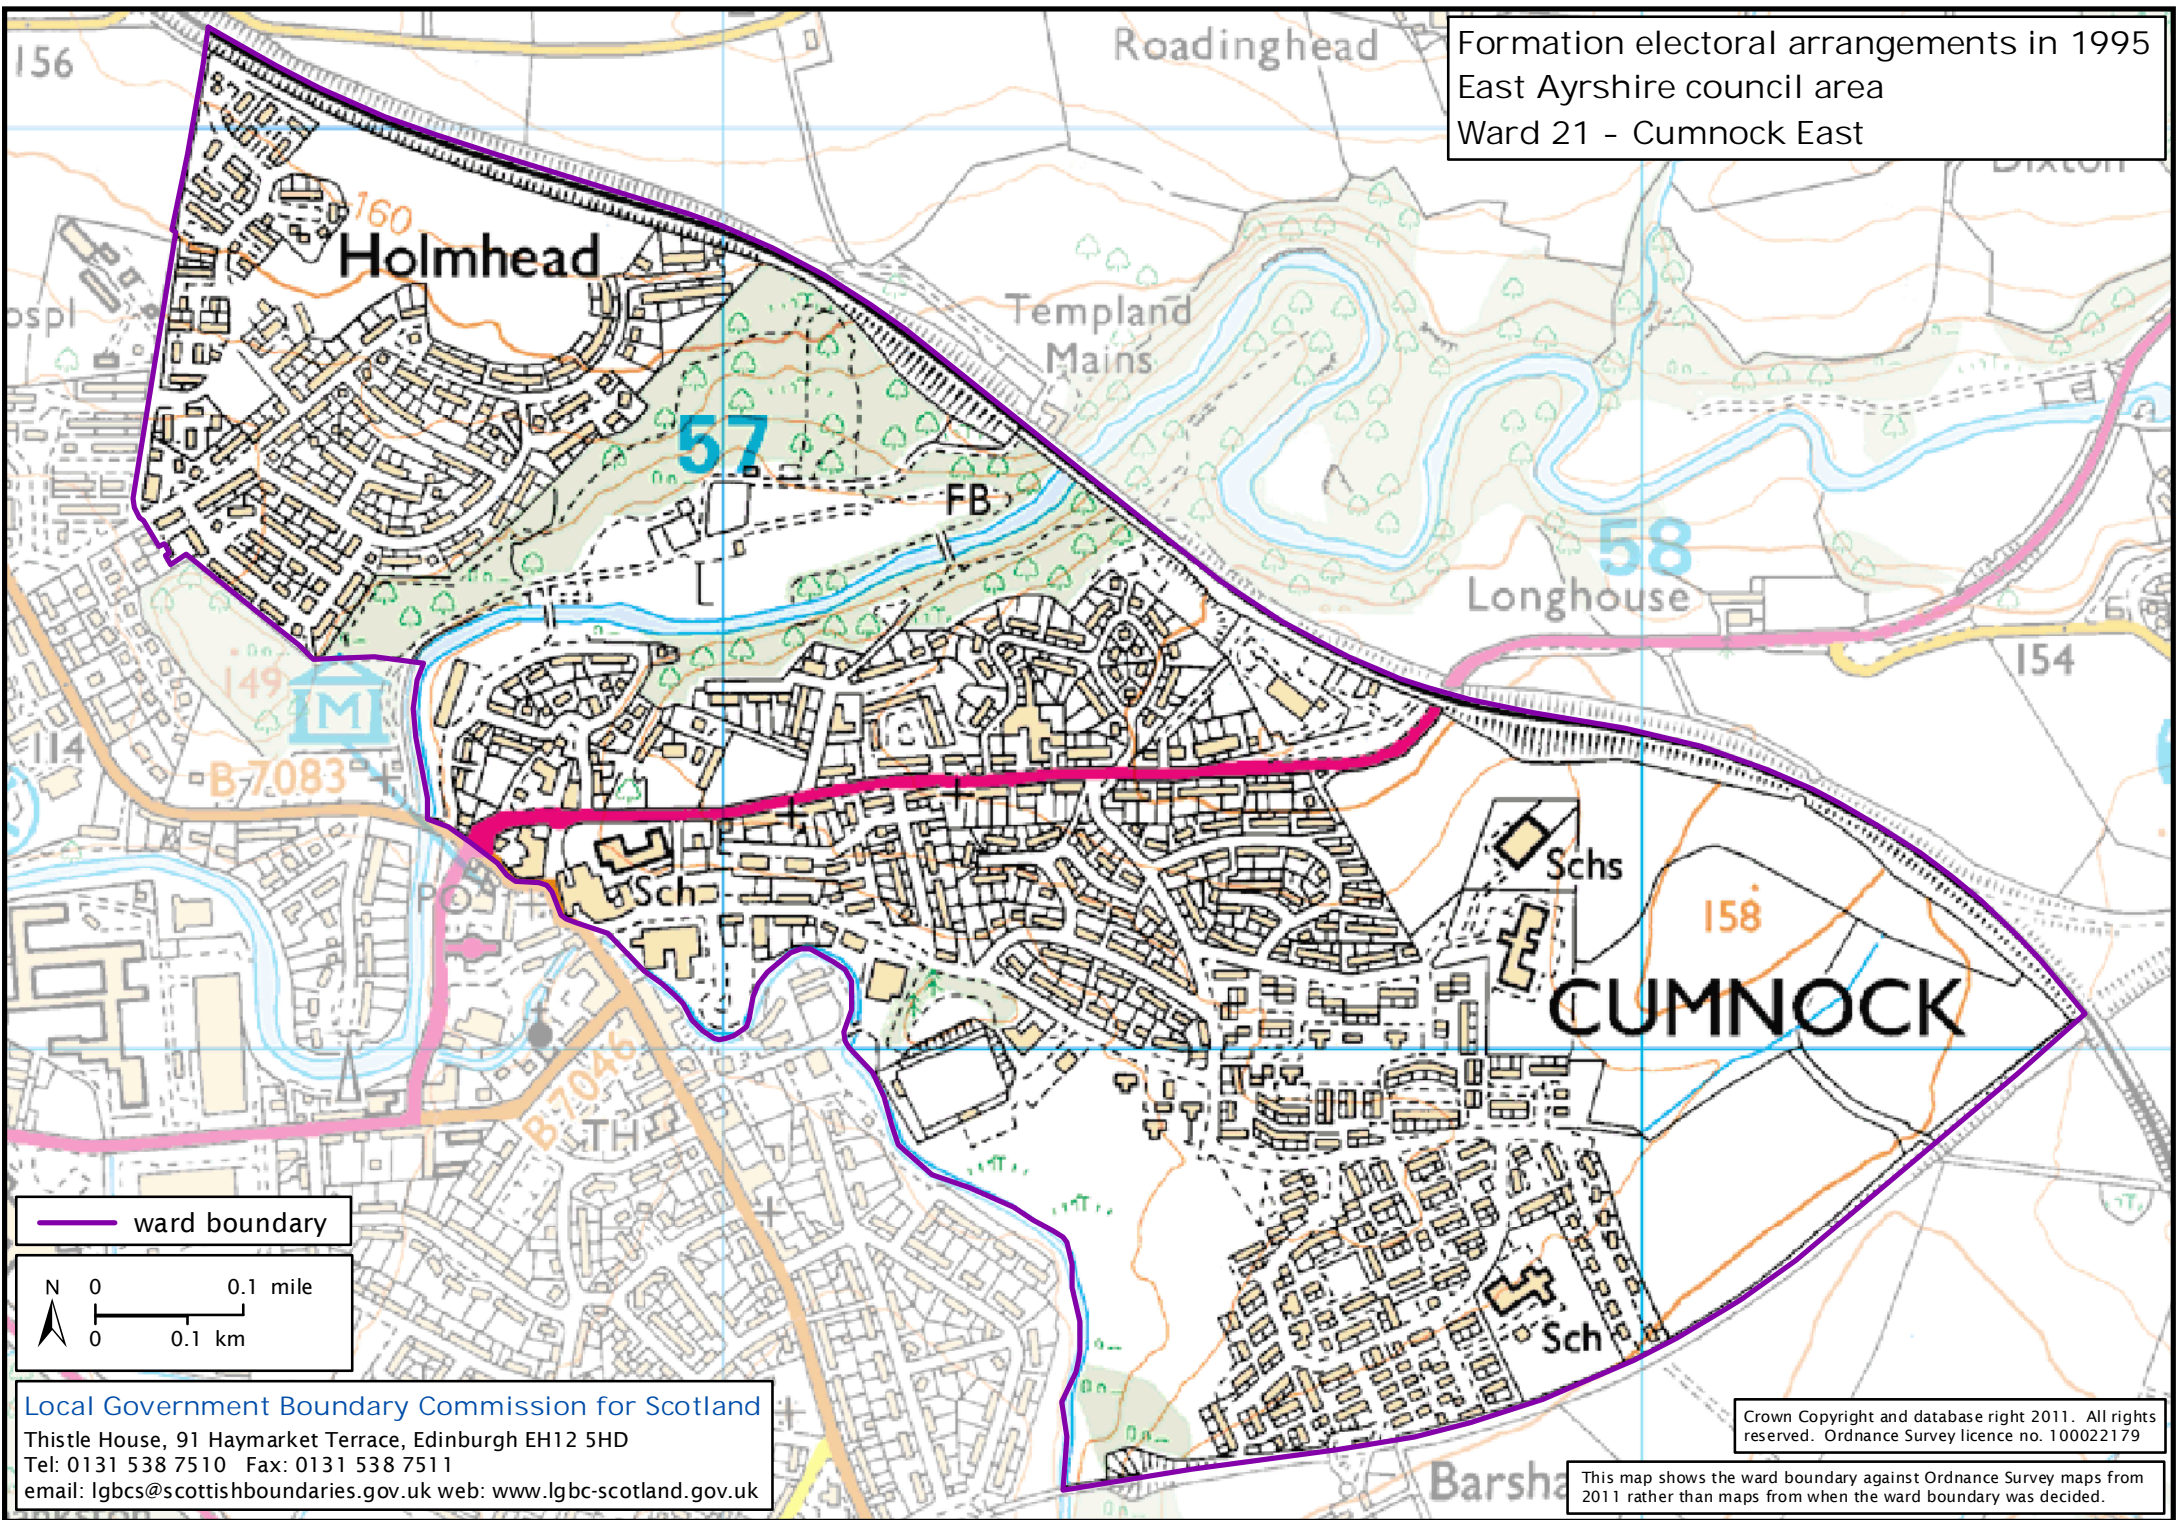 Formation electoral arrangements in 1995
East Ayrshire council area
Ward 21 - Cumnock East
156
Roadinghead
160
Holmhead
Templand
Mains
57
FB
58
Longhouse
154
149
M
114
B 7083
PO
Sch
Schs
158
CUMNOCK
B 7046
TH
Sch
ward boundary
N 0 0.1 mile
0 0.1 km
Local Government Boundary Commission for Scotland
Thistle House, 91 Haymarket Terrace, Edinburgh EH12 5HD
Tel: 0131 538 7510 Fax: 0131 538 7511
email: lgbcs@scottishboundaries.gov.uk web: www.lgbc-scotland.gov.uk
Crown Copyright and database right 2011. All rights
reserved. Ordnance Survey licence no. 100022179
This map shows the ward boundary against Ordnance Survey maps from
2011 rather than maps from when the ward boundary was decided.